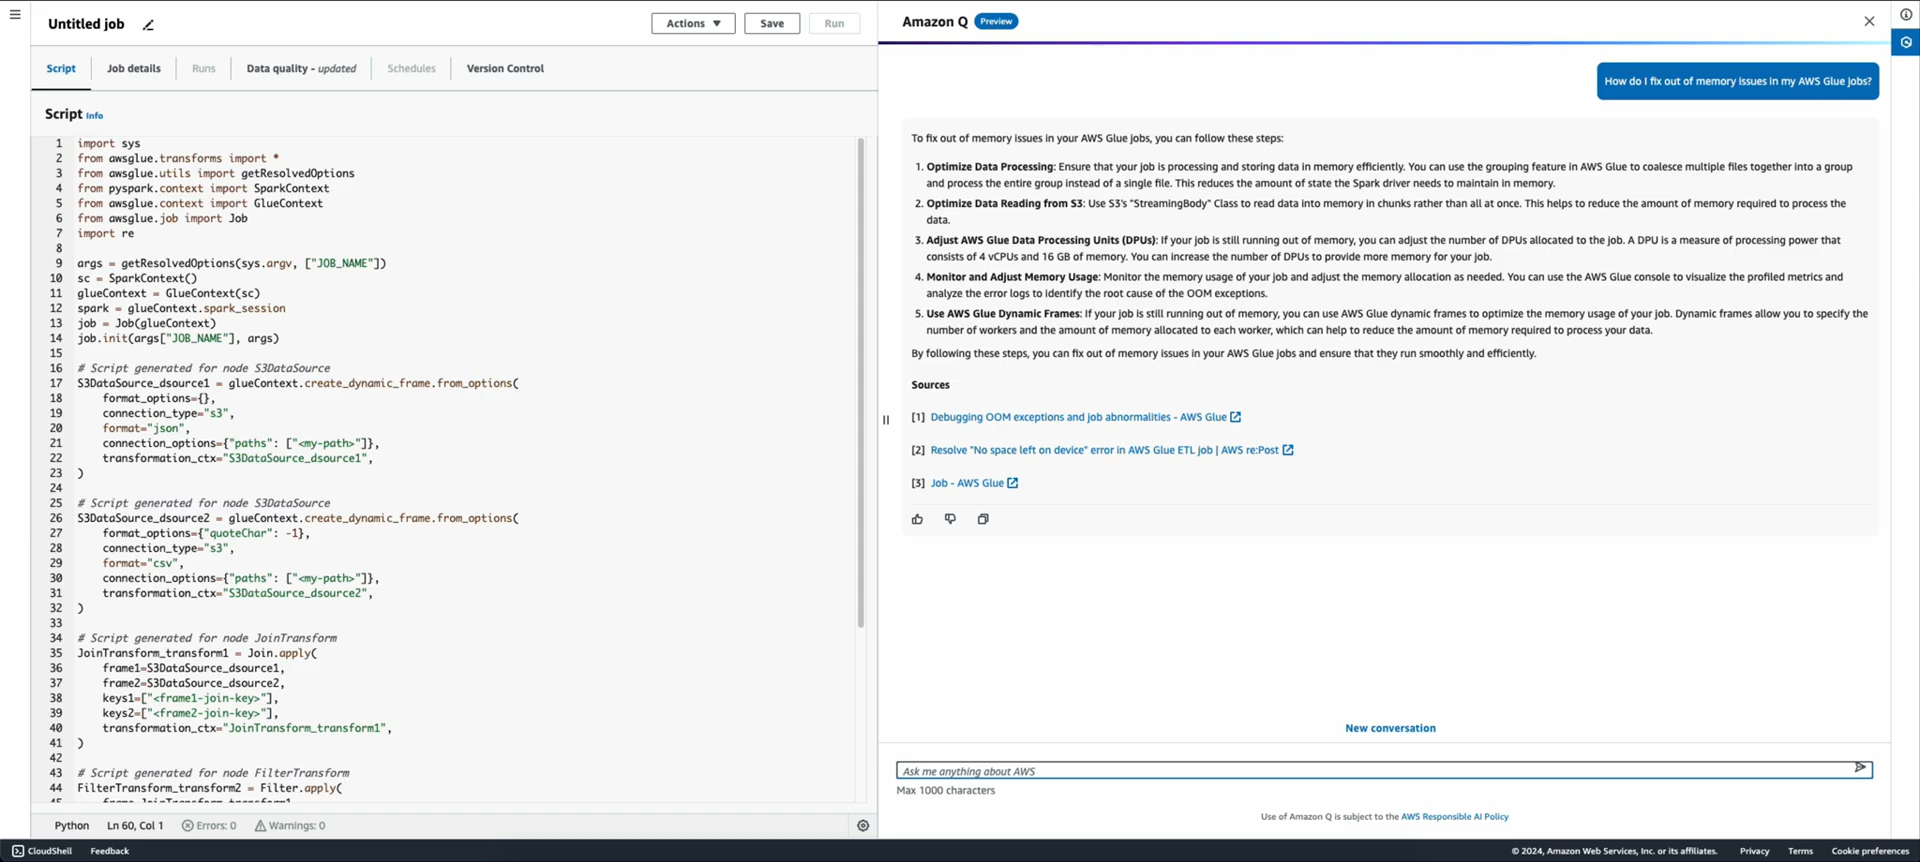 Untitled job
Actions ▼
Save
Run
Script
Job details
Runs
Data quality - updated
Schedules
Version Control
Script Info
1 import sys
2 from awsglue.transforms import *
3 from awsglue.utils import getResolvedOptions
4 from pyspark.context import SparkContext
5 from awsglue.context import GlueContext
6 from awsglue.job import Job
7 import re
8
9 args = getResolvedOptions(sys.argv, ["JOB_NAME"])
10 sc = SparkContext()
11 glueContext = GlueContext(sc)
12 spark = glueContext.spark_session
13 job = Job(glueContext)
14 job.init(args["JOB_NAME"], args)
15
16 # Script generated for node S3DataSource
17 S3DataSource_dsource1 = glueContext.create_dynamic_frame.from_options(
18 format_options={},
19 connection_type="s3",
20 format="json",
21 connection_options={"paths": ["<my-path>"]},
22 transformation_ctx="S3DataSource_dsource1",
23 )
24
25 # Script generated for node S3DataSource
26 S3DataSource_dsource2 = glueContext.create_dynamic_frame.from_options(
27 format_options={"quoteChar": -1},
28 connection_type="s3",
29 format="csv",
30 connection_options={"paths": ["<my-path>"]},
31 transformation_ctx="S3DataSource_dsource2",
32 )
33
34 # Script generated for node JoinTransform
35 JoinTransform_transform1 = Join.apply(
36 frame1=S3DataSource_dsource1,
37 frame2=S3DataSource_dsource2,
38 keys1=["<frame1-join-key>"],
39 keys2=["<frame2-join-key>"],
40 transformation_ctx="JoinTransform_transform1",
41 )
42
43 # Script generated for node FilterTransform
44 FilterTransform_transform2 = Filter.apply(
Python
Ln 60, Col 1
Errors: 0
Warnings: 0
Amazon Q Preview
How do I fix out of memory issues in my AWS Glue jobs?
To fix out of memory issues in your AWS Glue jobs, you can follow these steps:
1. Optimize Data Processing: Ensure that your job is processing and storing data in memory efficiently. You can use the grouping feature in AWS Glue to coalesce multiple files together into a group
and process the entire group instead of a single file. This reduces the amount of state the Spark driver needs to maintain in memory.
2. Optimize Data Reading from S3: Use S3's "StreamingBody" Class to read data into memory in chunks rather than all at once. This helps to reduce the amount of memory required to process the
data.
3. Adjust AWS Glue Data Processing Units (DPUs): If your job is still running out of memory, you can adjust the number of DPUs allocated to the job. A DPU is a measure of processing power that
consists of 4 vCPUs and 16 GB of memory. You can increase the number of DPUs to provide more memory for your job.
4. Monitor and Adjust Memory Usage: Monitor the memory usage of your job and adjust the memory allocation as needed. You can use the AWS Glue console to visualize the profiled metrics and
analyze the error logs to identify the root cause of the OOM exceptions.
5. Use AWS Glue Dynamic Frames: If your job is still running out of memory, you can use AWS Glue dynamic frames to optimize the memory usage of your job. Dynamic frames allow you to specify the
number of workers and the amount of memory allocated to each worker, which can help to reduce the amount of memory required to process your data.
By following these steps, you can fix out of memory issues in your AWS Glue jobs and ensure that they run smoothly and efficiently.
Sources
[1] Debugging OOM exceptions and job abnormalities - AWS Glue
[2] Resolve "No space left on device" error in AWS Glue ETL job | AWS re:Post
[3] Job - AWS Glue
New conversation
Ask me anything about AWS
Max 1000 characters
Use of Amazon Q is subject to the AWS Responsible AI Policy
CloudShell
Feedback
© 2024, Amazon Web Services, Inc. or its affiliates.
Privacy
Terms
Cookie preferences